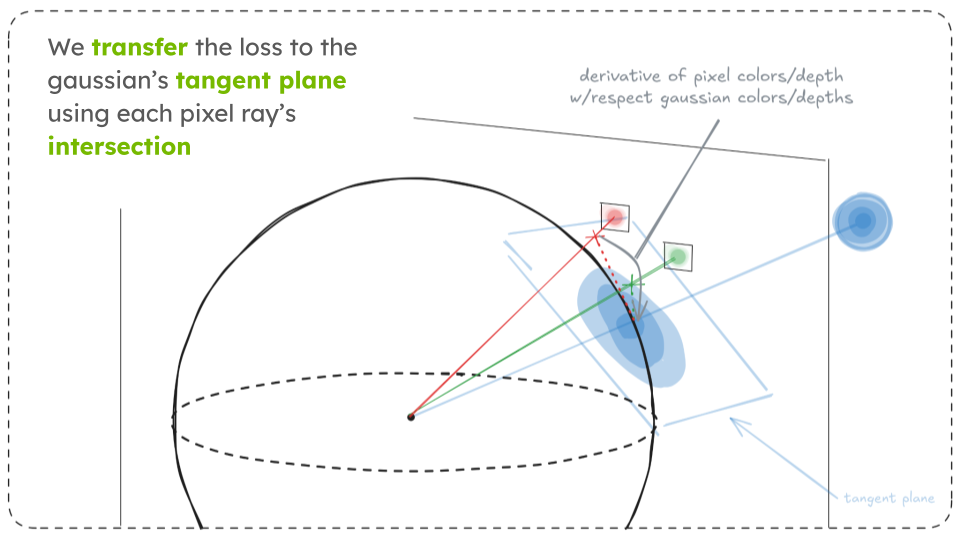 We transfer the loss to the
gaussian's tangent plane
using each pixel ray's
intersection
derivative of pixel colors/depth
w/respect gaussian colors/depths
tangent plane